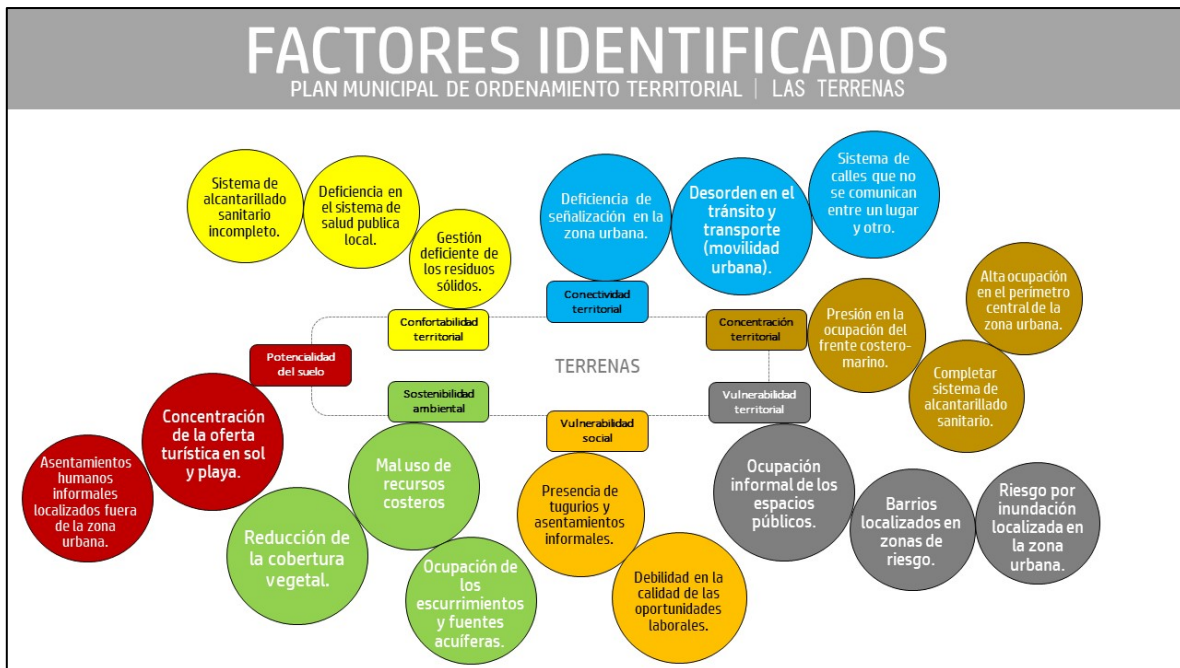 FACTORES IDENTIFICADOS
PLAN MUNICIPAL DE ORDENAMIENTO TERRITORIAL | LAS TERRENAS
Sistema de
alcantarillado
sanitario
incompleto.
Deficiencia en
el sistema de
salud publica
local.
Gestión
deficiente de
los residuos
sólidos.
Confortabilidad
territorial
Deficiencia de
señalización en la
zona urbana.
Desorden en el
tránsito y
transporte
(movilidad
urbana).
Sistema de
calles que no
se comunican
entre un lugar
y otro.
Conectividad
territorial
Concentración
territorial
Presión en la
ocupación del
frente costero-
marino.
Alta ocupación
en el perímetro
central de la
zona urbana.
Completar
sistema de
alcantarillado
sanitario.
TERRENAS
Potencialidad
del suelo
Concentración
de la oferta
turística en sol
y playa.
Asentamientos
humanos
informales
localizados fuera
de la zona
urbana.
Sostenibilidad
ambiental
Mal uso de
recursos
costeros
Reducción de
la cobertura
vegetal.
Ocupación de
los
escurrimientos
y fuentes
acuíferas.
Vulnerabilidad
social
Presencia de
tugurios y
asentamientos
informales.
Debilidad en la
calidad de las
oportunidades
laborales.
Vulnerabilidad
territorial
Ocupación
informal de los
espacios
públicos.
Barrios
localizados en
zonas de
riesgo.
Riesgo por
inundación
localizada en
la zona
urbana.